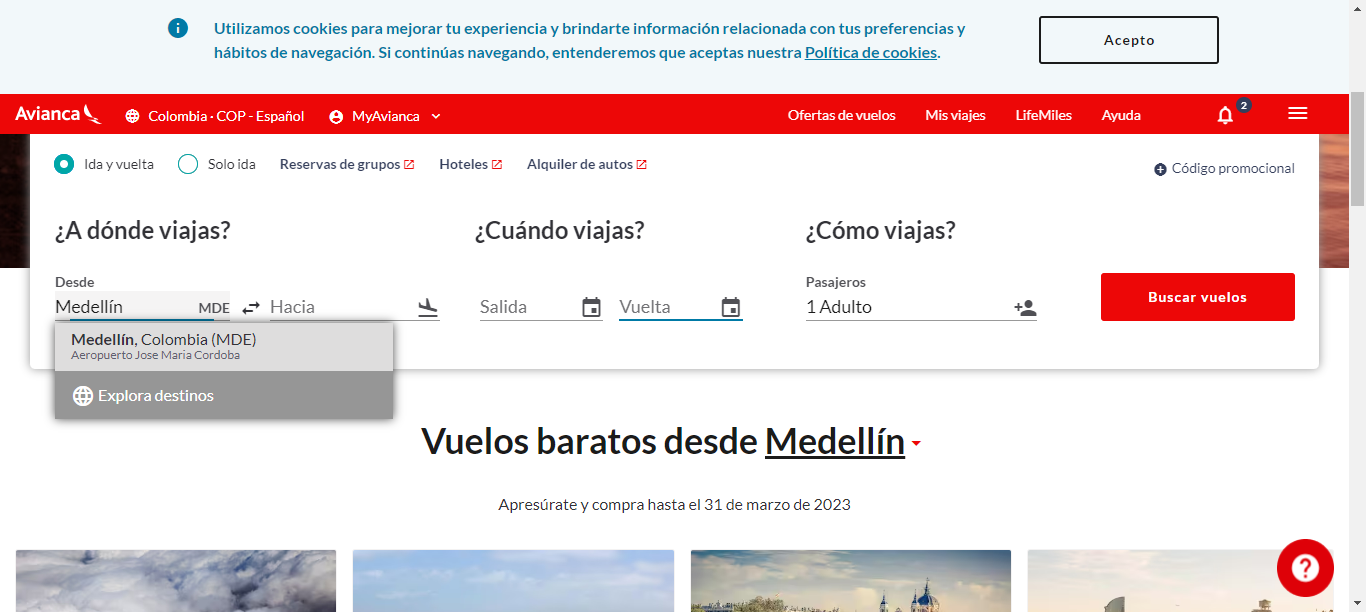 Utilizamos cookies para mejorar tu experiencia y brindarte información relacionada con tus preferencias y
hábitos de navegación. Si continúas navegando, entenderemos que aceptas nuestra Política de cookies.
Acepto
Avianca
Colombia · COP - Español
MyAvianca
Ofertas de vuelos
Mis viajes
LifeMiles
Ayuda
2
Ida y vuelta
Solo ida
Reservas de grupos
Hoteles
Alquiler de autos
Código promocional
¿A dónde viajas?
¿Cuándo viajas?
¿Cómo viajas?
Desde
Pasajeros
Medellín MDE
Hacia
Salida
Vuelta
1 Adulto
Buscar vuelos
Medellín, Colombia (MDE)
Aeropuerto Jose Maria Cordoba
Explora destinos
Vuelos baratos desde Medellín
Apresúrate y compra hasta el 31 de marzo de 2023